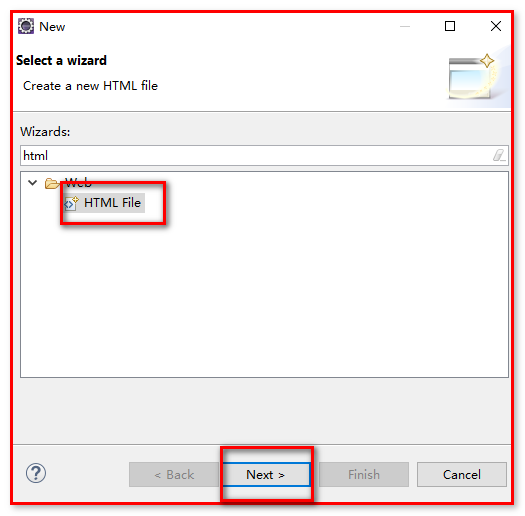 New
Select a wizard
Create a new HTML file
Wizards:
html
Web
HTML File
?
< Back
Next >
Finish
Cancel